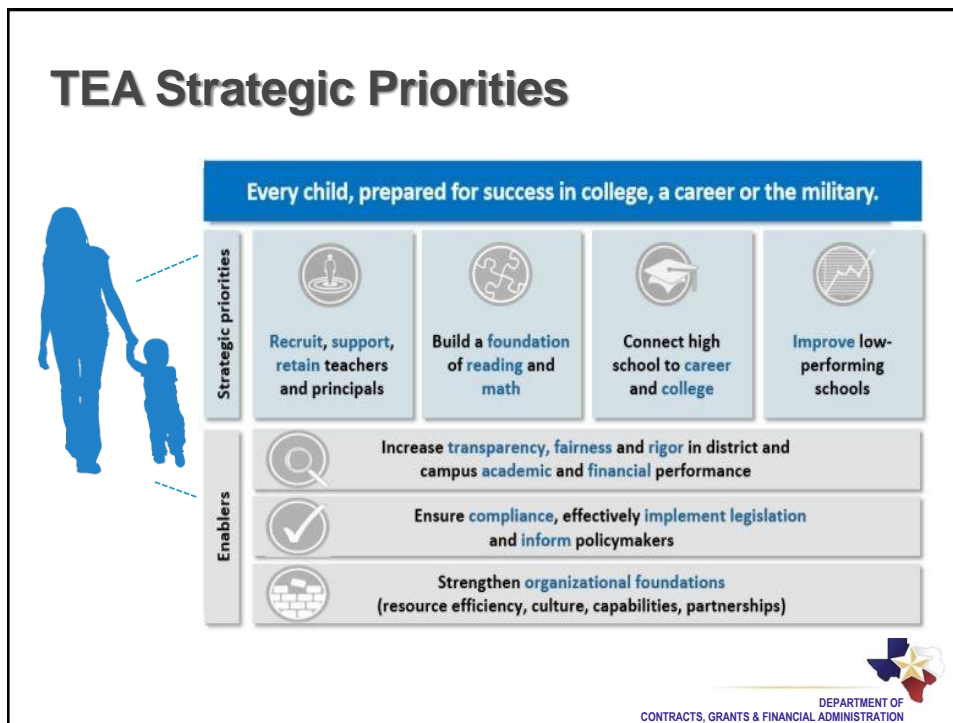 TEA Strategic Priorities
Every child, prepared for success in college, a career or the military.
Strategic priorities
Recruit, support,
retain teachers
and principals
Build a foundation
of reading and
math
Connect high
school to career
and college
Improve low-
performing
schools
Enablers
Increase transparency, fairness and rigor in district and
campus academic and financial performance
Ensure compliance, effectively implement legislation
and inform policymakers
Strengthen organizational foundations
(resource efficiency, culture, capabilities, partnerships)
DEPARTMENT OF
CONTRACTS, GRANTS & FINANCIAL ADMINISTRATION